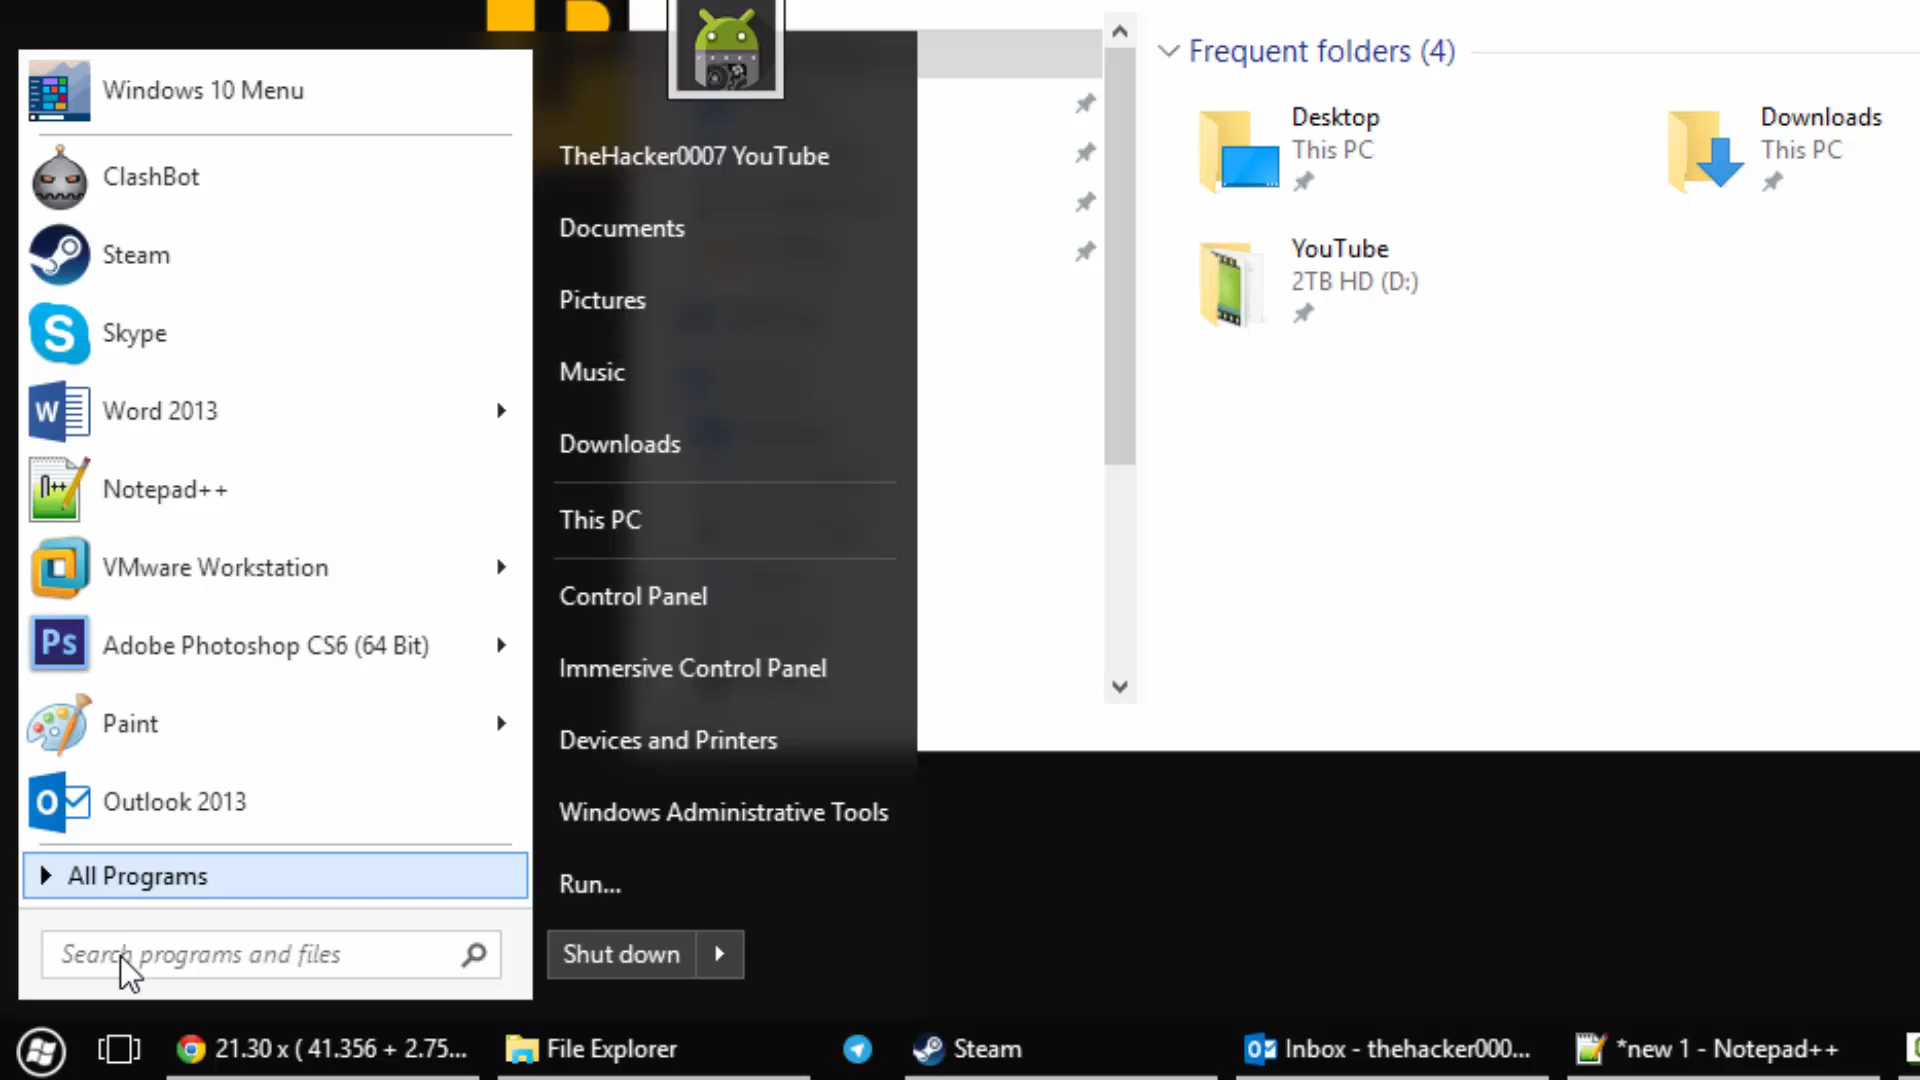 Windows 10 Menu
ClashBot
Steam
Skype
Word 2013
Notepad++
VMware Workstation
Ps
Adobe Photoshop CS6 (64 Bit)
Paint
Outlook 2013
All Programs
Search programs and files
TheHacker0007 YouTube
Documents
Pictures
Music
Downloads
This PC
Control Panel
Immersive Control Panel
Devices and Printers
Windows Administrative Tools
Run...
Shut down
Frequent folders (4)
Desktop
This PC
Downloads
This PC
YouTube
2TB HD (D:)
21.30 x ( 41.356 + 2.75...
File Explorer
Steam
Inbox - thehacker000...
*new 1 - Notepad++